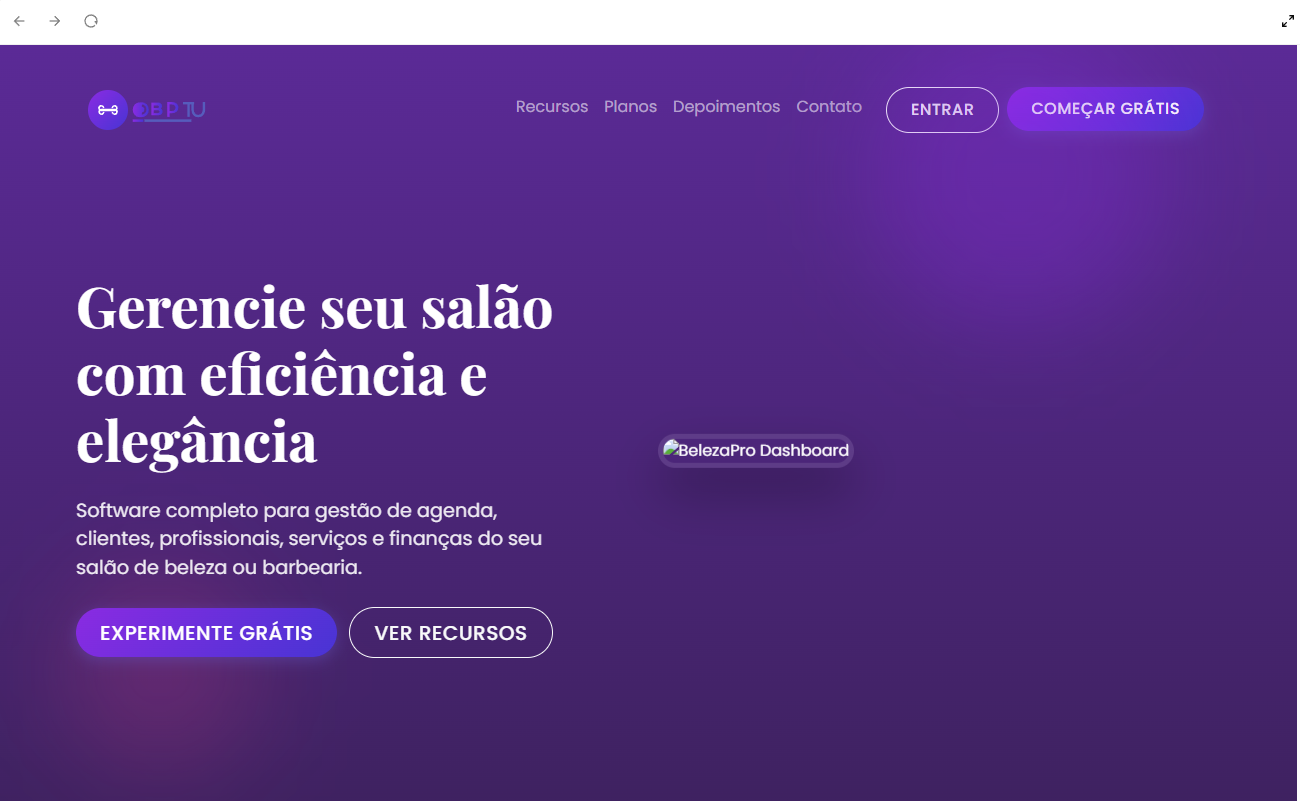 Recursos Planos Depoimentos Contato ENTRAR COMEÇAR GRÁTIS
Gerencie seu salão
com eficiência e
elegância
BelezaPro Dashboard
Software completo para gestão de agenda,
clientes, profissionais, serviços e finanças do seu
salão de beleza ou barbearia.
EXPERIMENTE GRÁTIS VER RECURSOS